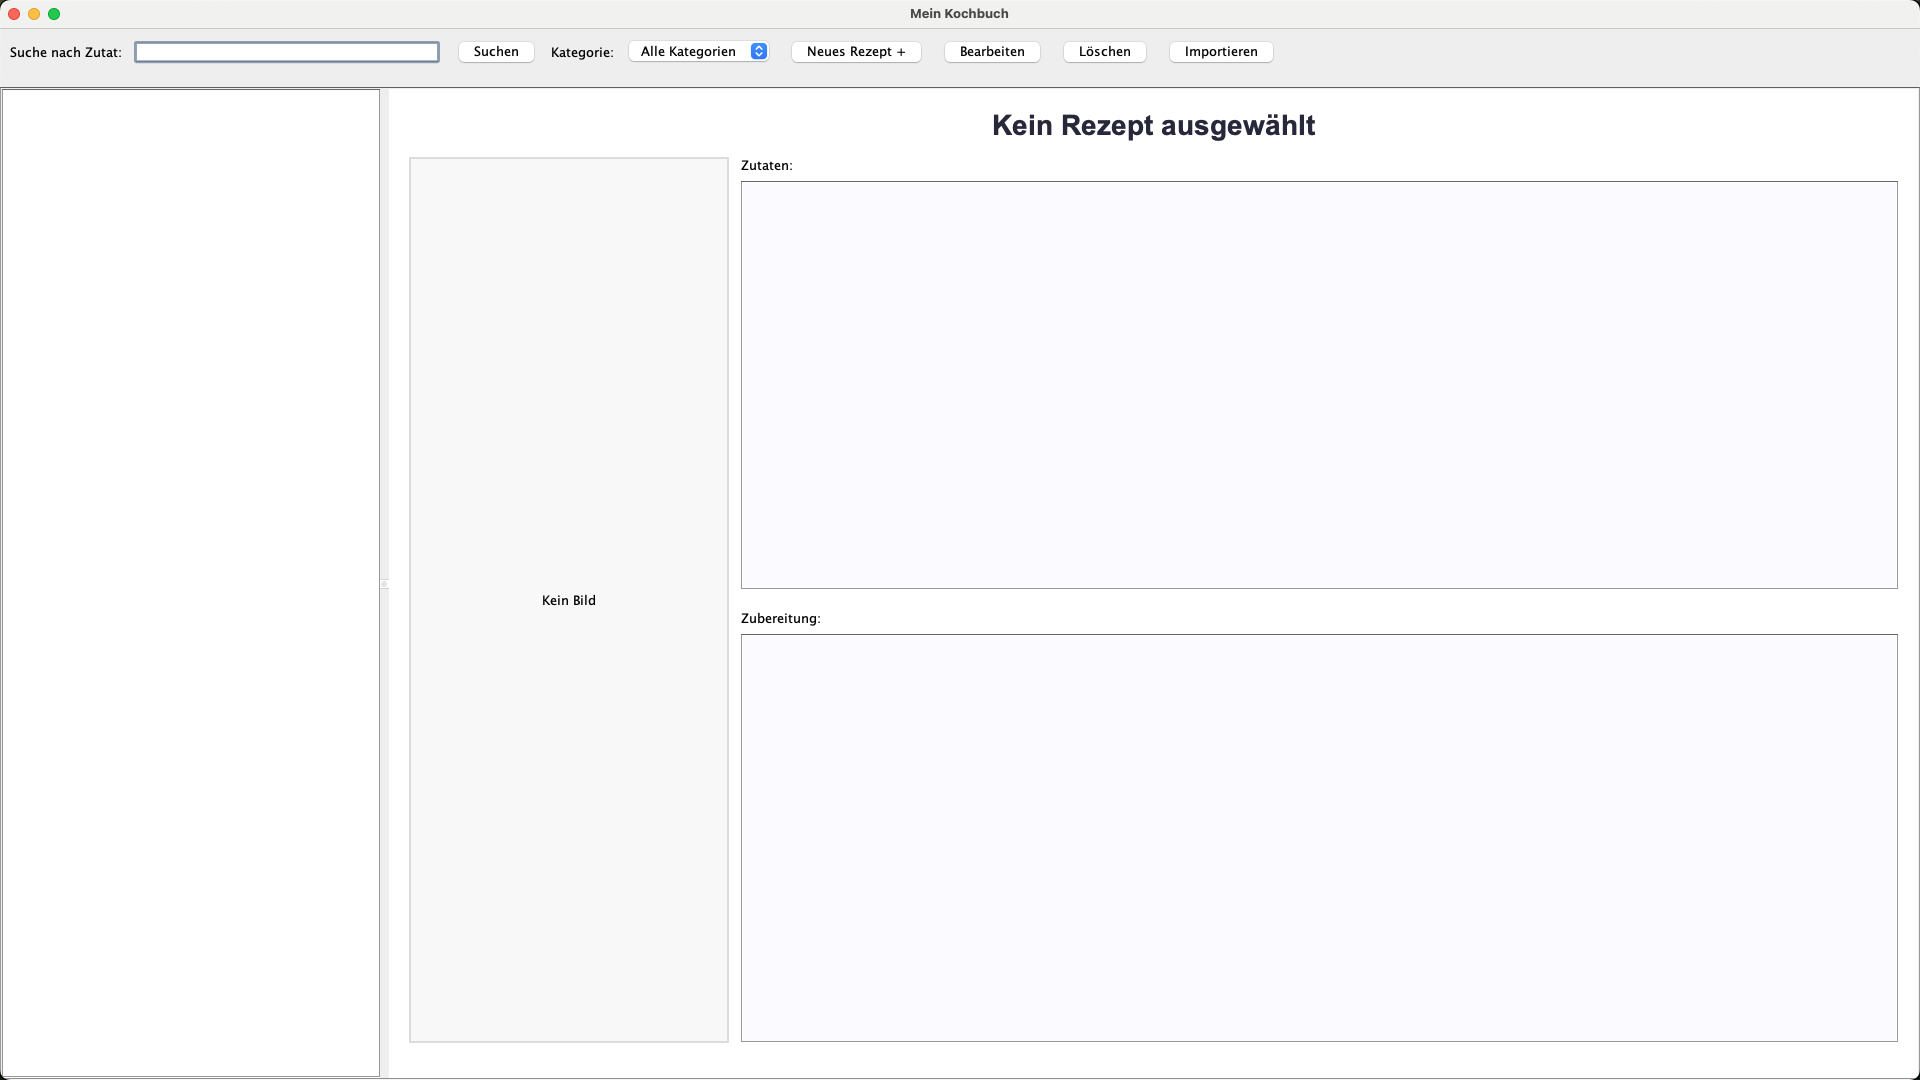 Mein Kochbuch
Suche nach Zutat: Suchen Kategorie: Alle Kategorien Neues Rezept + Bearbeiten Löschen Importieren
Kein Rezept ausgewählt
Zutaten:
Kein Bild
Zubereitung: